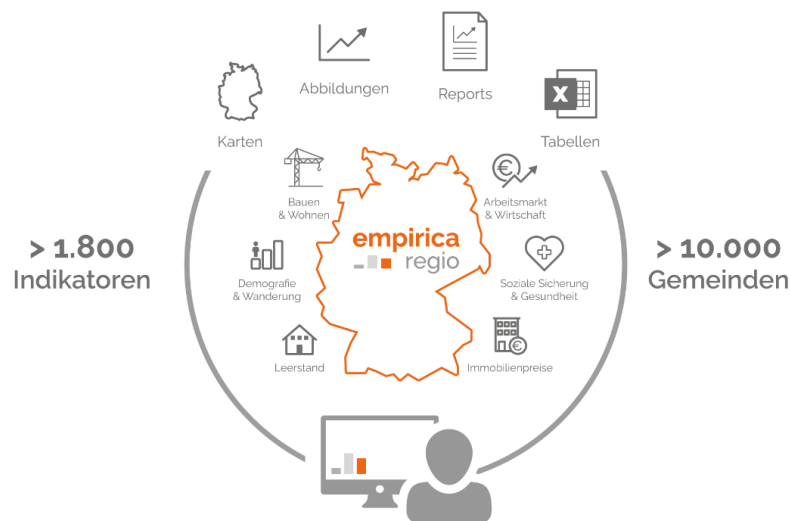 Abbildungen
Reports
Karten
Tabellen
Bauen
& Wohnen
Arbeitsmarkt
& Wirtschaft
empirica
regio
> 1.800
Indikatoren
> 10.000
Gemeinden
Demografie
& Wanderung
Soziale Sicherung
& Gesundheit
Leerstand
Immobilienpreise
X
€
€